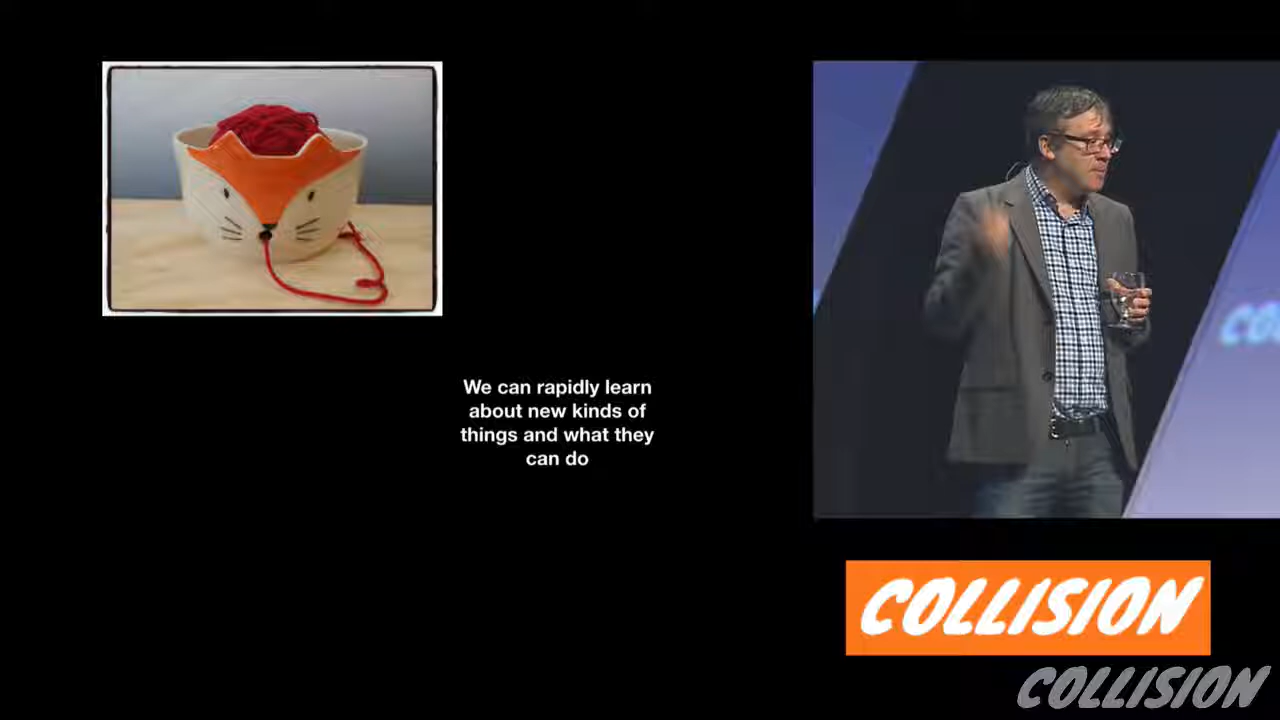 We can rapidly learn
about new kinds of
things and what they
can do
COLLISION
COLLISION